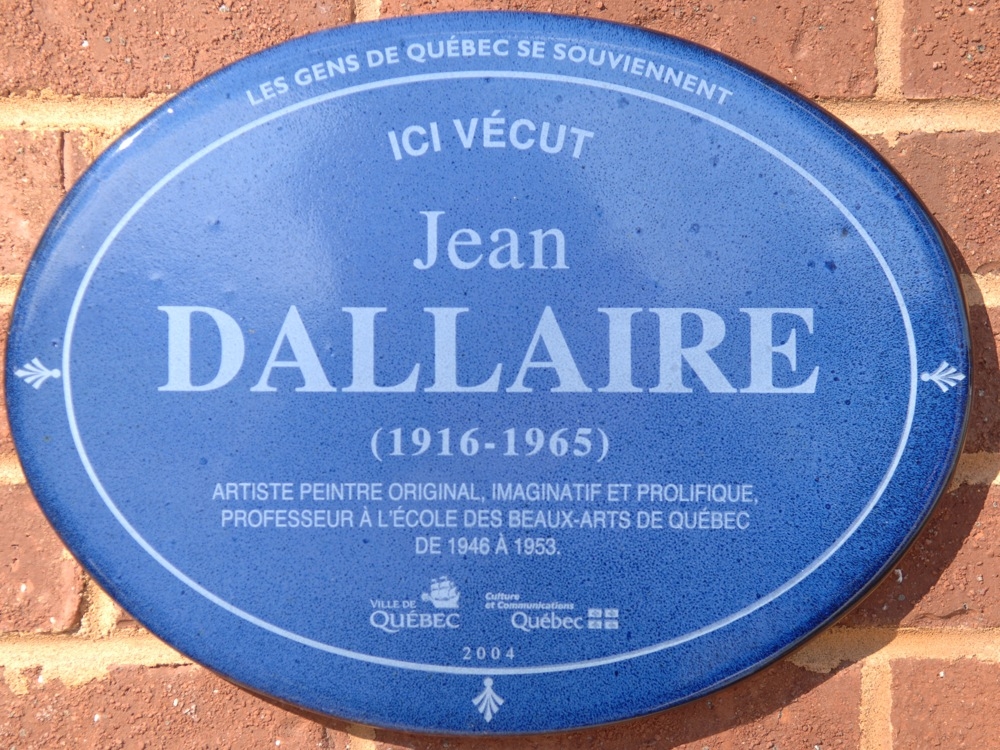 LES GENS DE QUÉBEC SE SOUVIENNENT
ICI VÉCUT
Jean
DALLAIRE
(1916-1965)
ARTISTE PEINTRE ORIGINAL, IMAGINATIF ET PROLIFIQUE,
PROFESSEUR À L'ÉCOLE DES BEAUX-ARTS DE QUÉBEC
DE 1946 À 1953.
VILLE DE
QUÉBEC
Culture
et Communications
Québec
2004